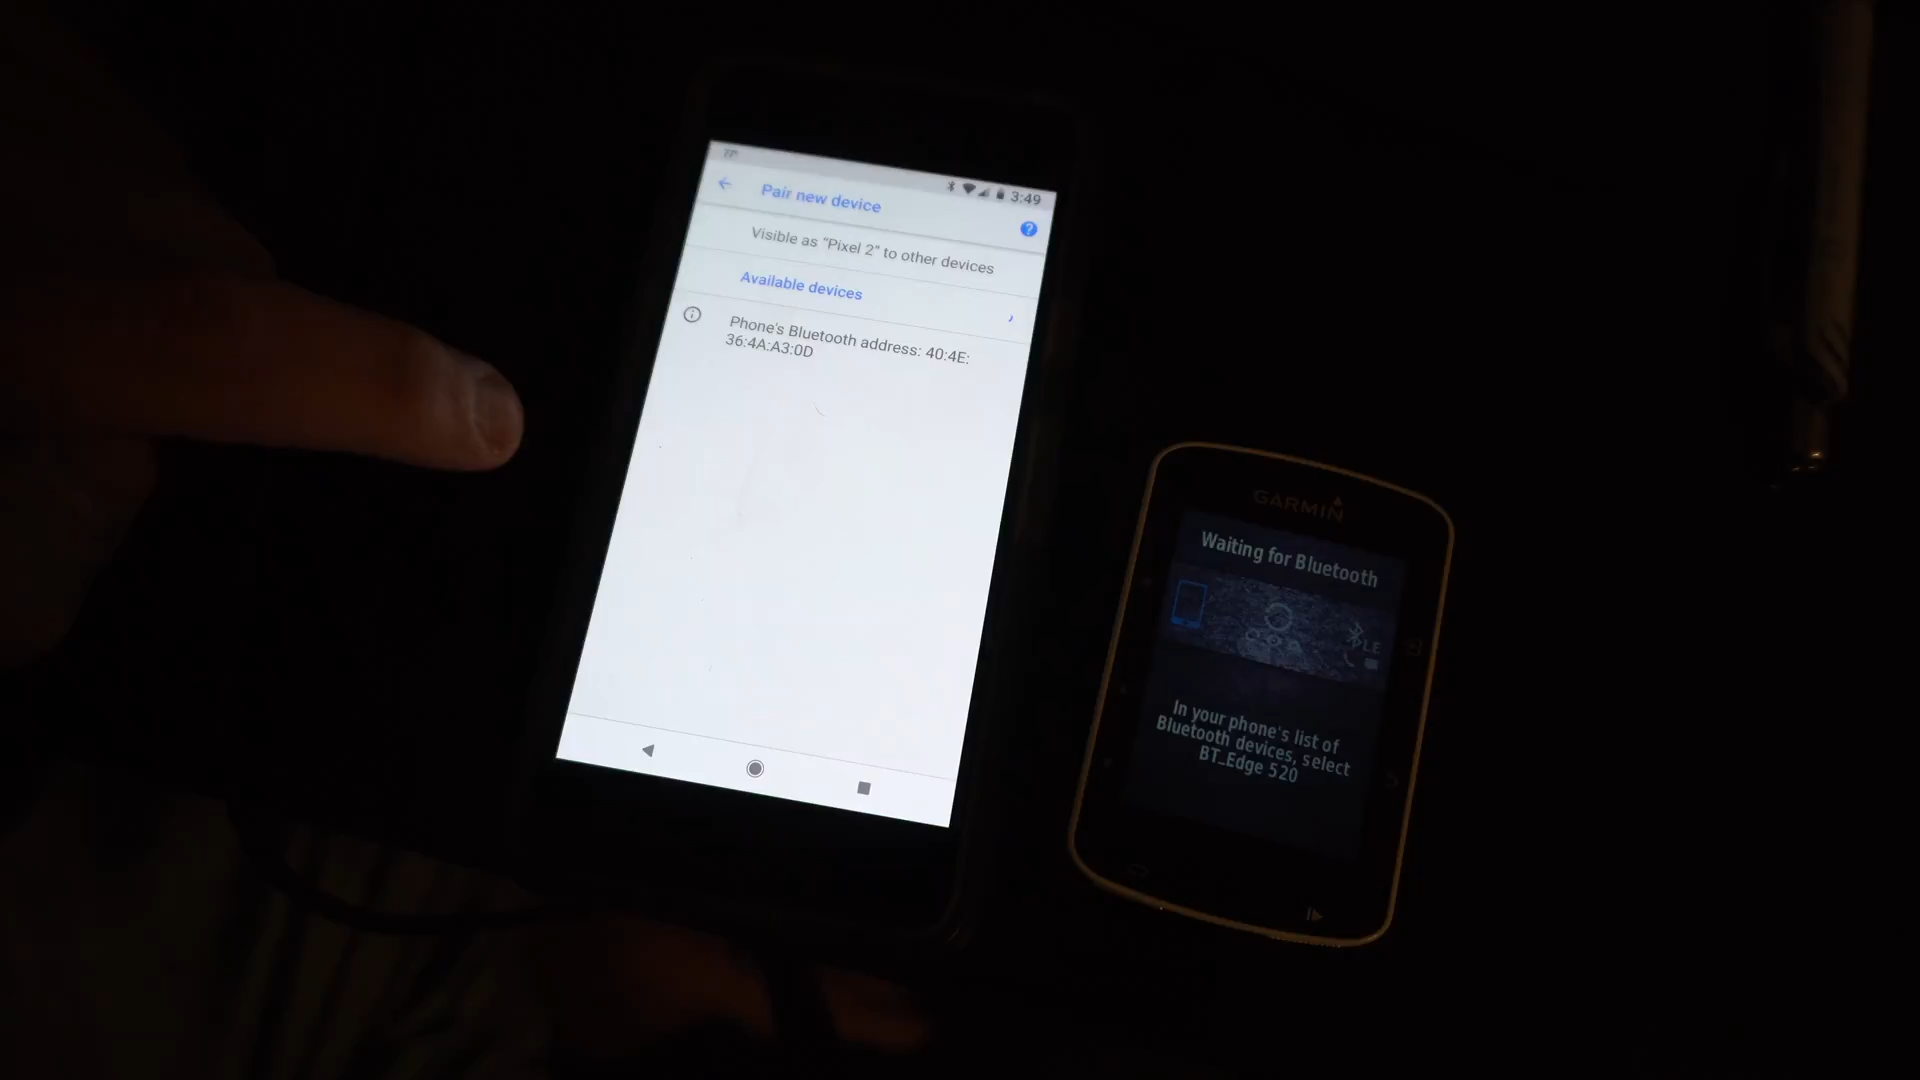 3:49
Pair new device
Visible as "Pixel 2" to other devices
Available devices
Phone's Bluetooth address: 40:4E:
36:4A:A3:0D
GARMIN
Waiting for Bluetooth
LE
In your phone's list of
Bluetooth devices, select
BT_Edge 520